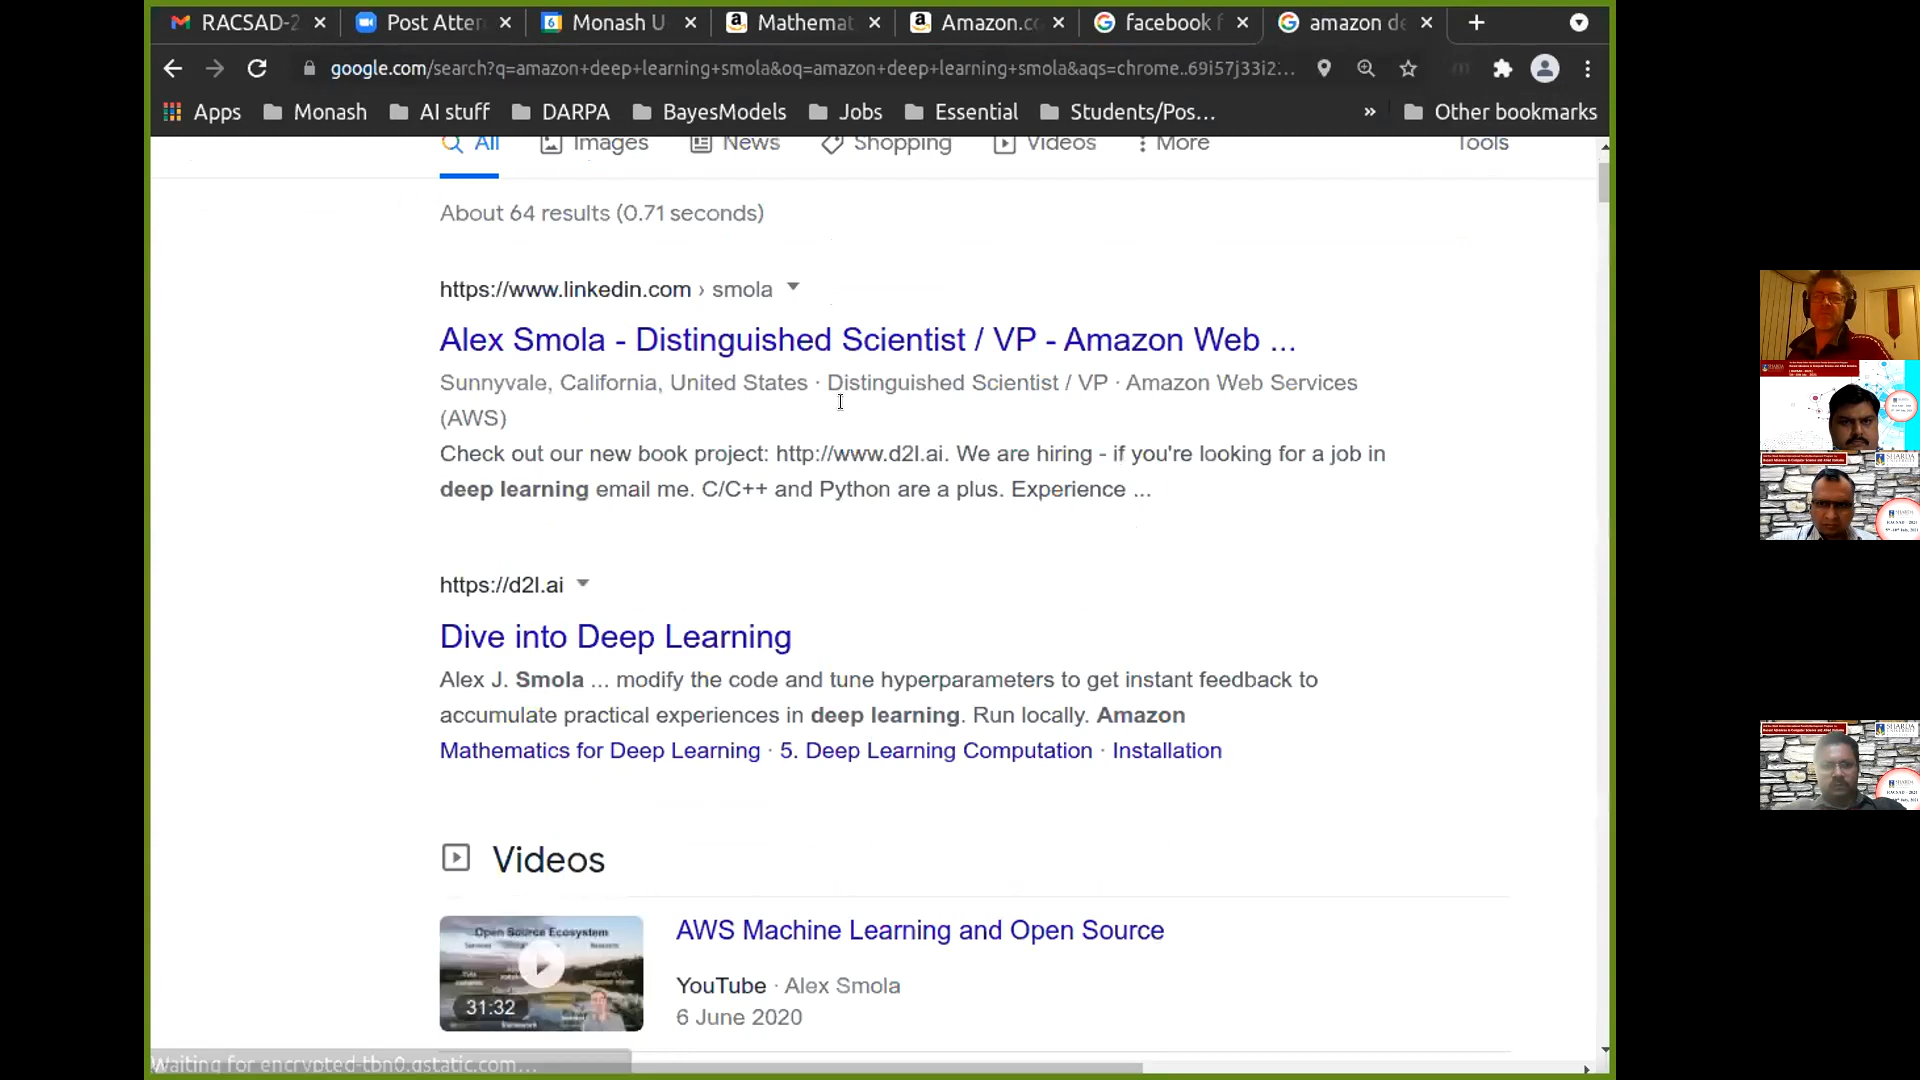 RACSAD-2
Post Atter
Monash U
Mathemat
Amazon.co
facebook f
amazon de
google.com/search?q=amazon+deep+learning+smola&oq=amazon+deep+learning+smola&aqs=chrome..69i57j33i2...
Apps
Monash
AI stuff
DARPA
BayesModels
Jobs
Essential
Students/Pos...
»
Other bookmarks
All
Images
News
Shopping
Videos
More
Tools
About 64 results (0.71 seconds)
https://www.linkedin.com › smola
Alex Smola - Distinguished Scientist / VP - Amazon Web ...
Sunnyvale, California, United States · Distinguished Scientist / VP · Amazon Web Services
(AWS)
Check out our new book project: http://www.d2l.ai. We are hiring - if you're looking for a job in
deep learning email me. C/C++ and Python are a plus. Experience ...
https://d2l.ai
Dive into Deep Learning
Alex J. Smola ... modify the code and tune hyperparameters to get instant feedback to
accumulate practical experiences in deep learning. Run locally. Amazon
Mathematics for Deep Learning · 5. Deep Learning Computation · Installation
Videos
Open Source Ecosystem
31:32
AWS Machine Learning and Open Source
YouTube · Alex Smola
6 June 2020
Waiting for encrypted-tbn0.gstatic.com...
SHARDA